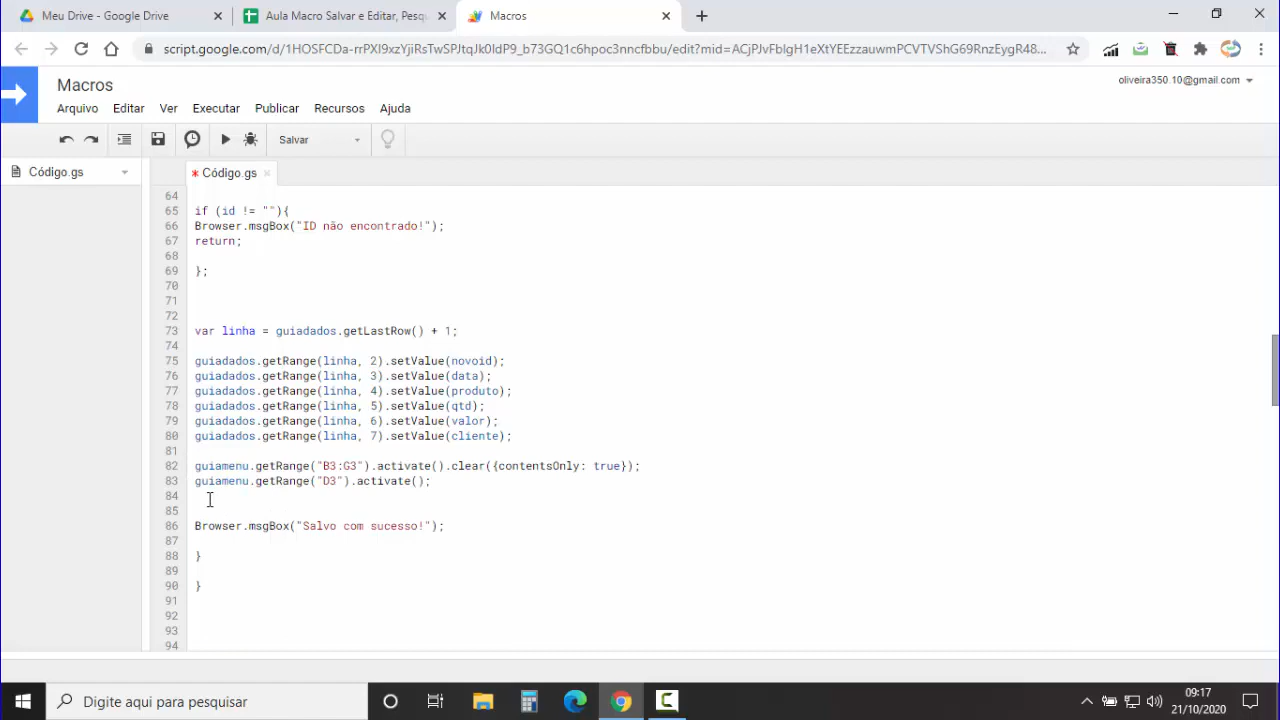 Meu Drive - Google Drive
Aula Macro Salvar e Editar, Pesqu
Macros
script.google.com/d/1HOSFCDa-rrPXI9xzYjiRsTwSPJtqJk0IdP9_b73GQ1c6hpoc3nncfbbu/edit?mid=ACjPJvFblgH1eXtYEEzzauwmPCVTVShG69RnzEygR48...
Macros
oliveira350.10@gmail.com
Arquivo Editar Ver Executar Publicar Recursos Ajuda
Salvar
Código.gs
* Código.gs
64
65 if (id != ""){
66 Browser.msgBox("ID não encontrado!");
67 return;
68
69 };
70
71
72
73 var linha = guiadados.getLastRow() + 1;
74
75 guiadados.getRange(linha, 2).setValue(novoid);
76 guiadados.getRange(linha, 3).setValue(data);
77 guiadados.getRange(linha, 4).setValue(produto);
78 guiadados.getRange(linha, 5).setValue(qtd);
79 guiadados.getRange(linha, 6).setValue(valor);
80 guiadados.getRange(linha, 7).setValue(cliente);
81
82 guiamenu.getRange("B3:G3").activate().clear({contentsOnly: true});
83 guiamenu.getRange("D3").activate();
84
85
86 Browser.msgBox("Salvo com sucesso!");
87
88 }
89
90 }
91
92
93
94
Digite aqui para pesquisar
09:17
21/10/2020